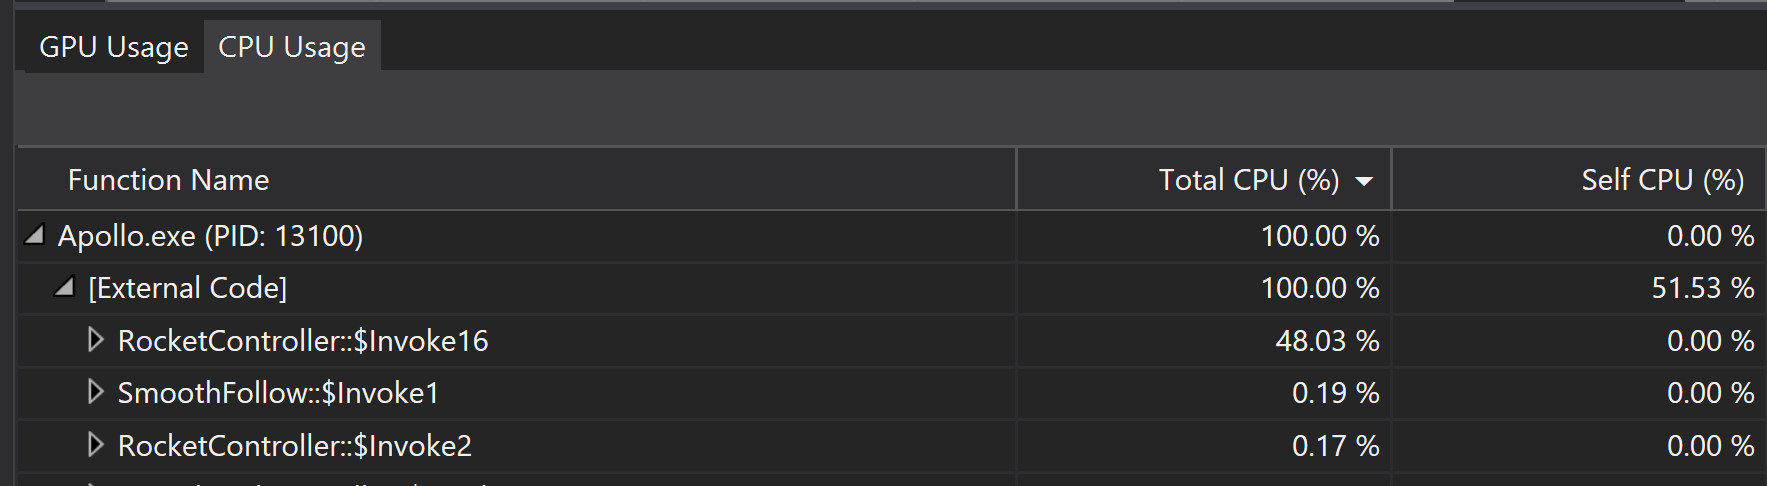 GPU Usage CPU Usage
Function Name Total CPU (%) Self CPU (%)
Apollo.exe (PID: 13100) 100.00 % 0.00 %
[External Code] 100.00 % 51.53 %
RocketController::$Invoke16 48.03 % 0.00 %
SmoothFollow::$Invoke1 0.19 % 0.00 %
RocketController::$Invoke2 0.17 % 0.00 %